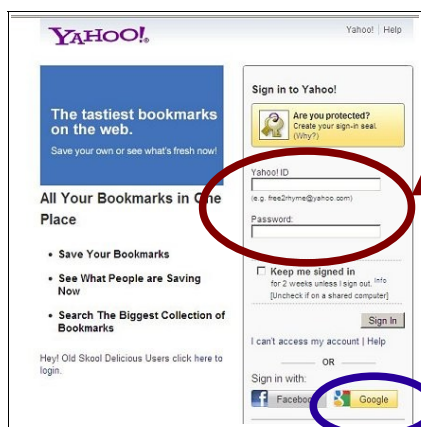 YAHOO!®
Yahoo! | Help
The tastiest bookmarks
on the web.
Save your own or see what's fresh now!
All Your Bookmarks in One
Place
• Save Your Bookmarks
• See What People are Saving
Now
• Search The Biggest Collection of
Bookmarks
Hey! Old Skool Delicious Users click here to
login.
Sign in to Yahoo!
Are you protected?
Create your sign-in seal.
(Why?)
Yahoo! ID
(e.g. free2rhyme@yahoo.com)
Password:
Keep me signed in
for 2 weeks unless I sign out. Info
[Uncheck if on a shared computer]
Sign In
I can't access my account | Help
OR
Sign in with:
Facebook
Google